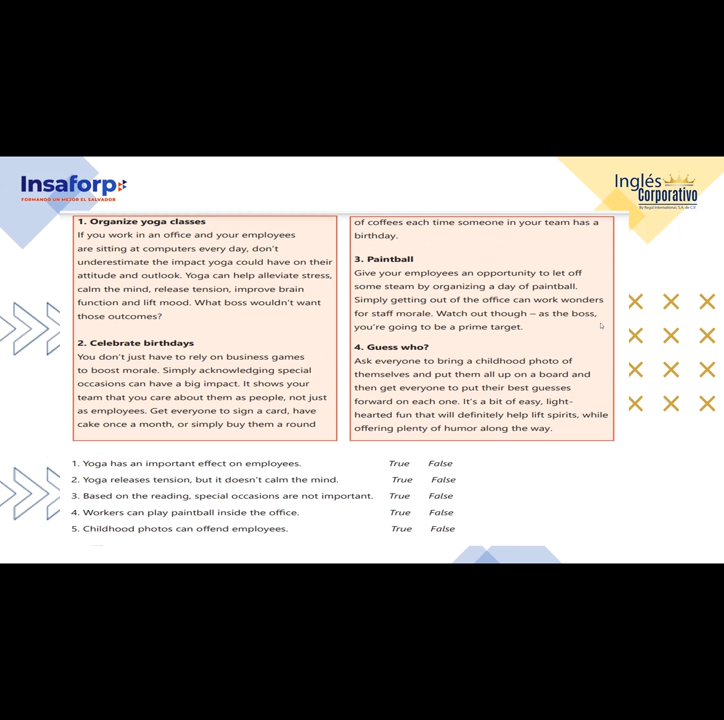 Insaforp
FORMANDO UN MEJOR EL SALVADOR
Inglés
Corporativo
By Regal International, S.A. de C.V
1. Organize yoga classes
If you work in an office and your employees
are sitting at computers every day, don't
underestimate the impact yoga could have on their
attitude and outlook. Yoga can help alleviate stress,
calm the mind, release tension, improve brain
function and lift mood. What boss wouldn't want
those outcomes?
2. Celebrate birthdays
You don't just have to rely on business games
to boost morale. Simply acknowledging special
occasions can have a big impact. It shows your
team that you care about them as people, not just
as employees. Get everyone to sign a card, have
cake once a month, or simply buy them a round
of coffees each time someone in your team has a
birthday.
3. Paintball
Give your employees an opportunity to let off
some steam by organizing a day of paintball.
Simply getting out of the office can work wonders
for staff morale. Watch out though – as the boss,
you're going to be a prime target.
4. Guess who?
Ask everyone to bring a childhood photo of
themselves and put them all up on a board and
then get everyone to put their best guesses
forward on each one. It's a bit of easy, light-
hearted fun that will definitely help lift spirits, while
offering plenty of humor along the way.
1. Yoga has an important effect on employees. True False
2. Yoga releases tension, but it doesn't calm the mind. True False
3. Based on the reading, special occasions are not important. True False
4. Workers can play paintball inside the office. True False
5. Childhood photos can offend employees. True False